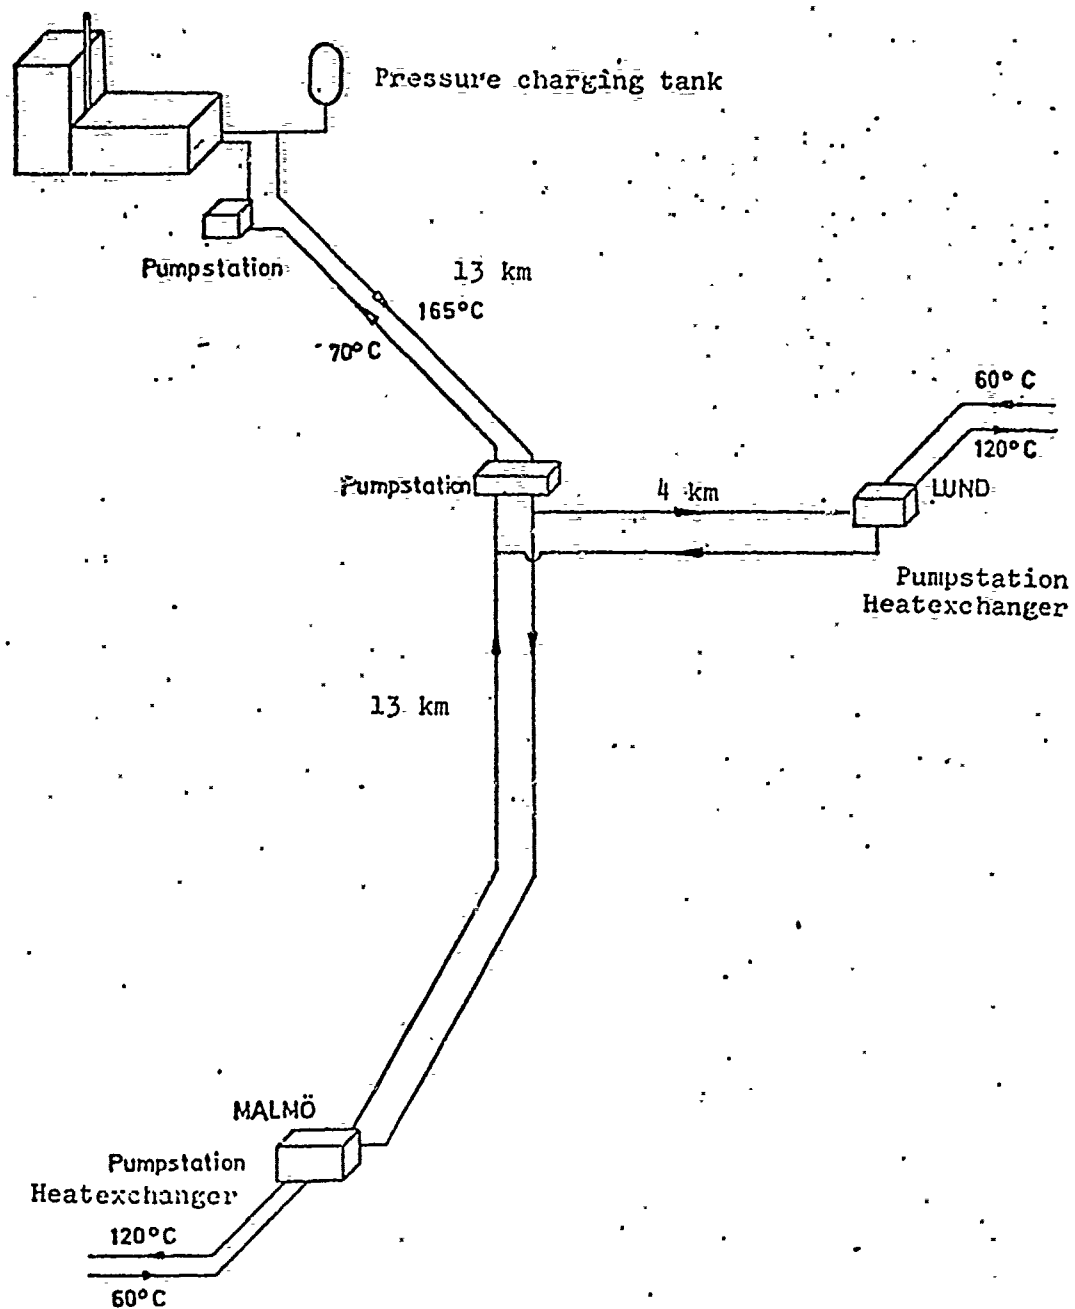 Pressure charging tank
Pumpstation
13 km
165°C
70°C
60°C
120°C
Pumpstation
4 km
LUND
Pumpstation
Heatexchanger
13 km
MALMÖ
Pumpstation
Heatexchanger
120°C
60°C